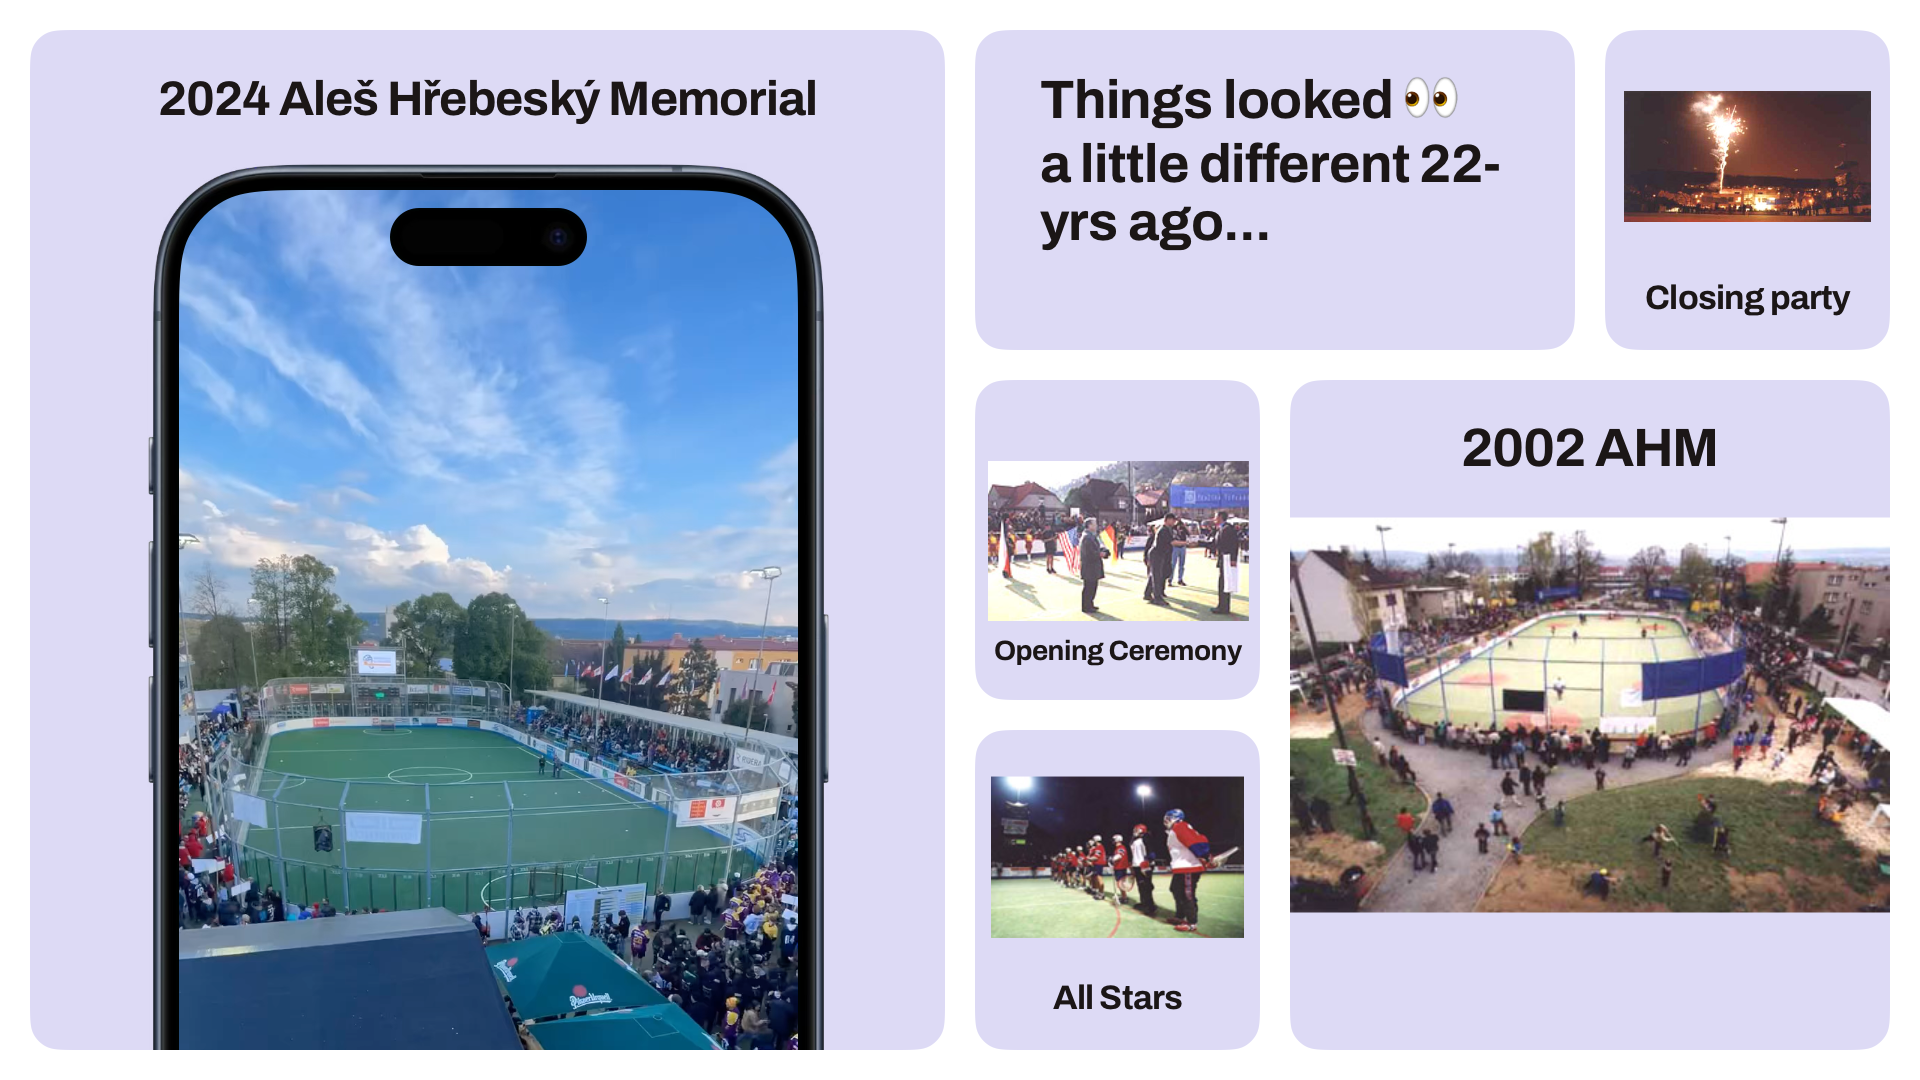 2024 Aleš Hřebeský Memorial
Things looked 👀
a little different 22-
yrs ago...
Closing party
Opening Ceremony
2002 AHM
All Stars